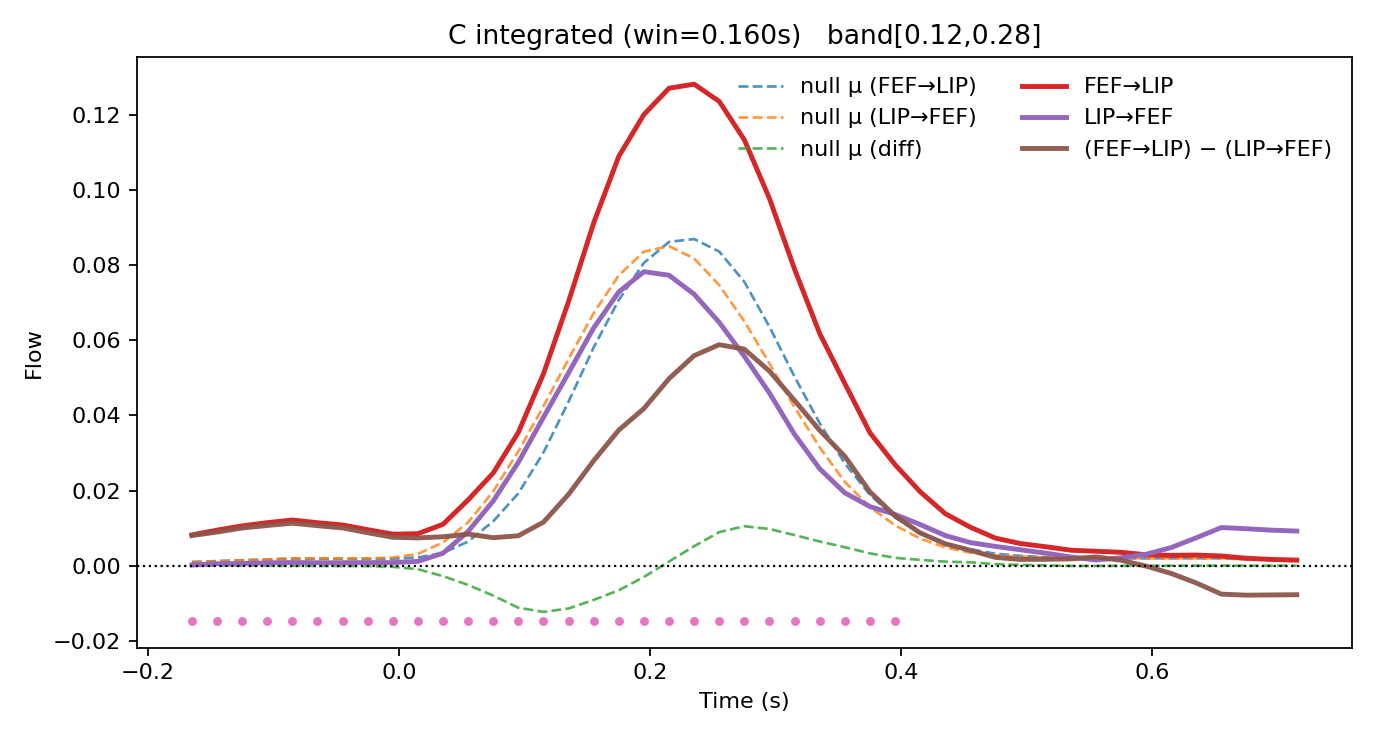 C integrated (win=0.160s)   band[0.12,0.28]
null μ (FEF→LIP)
null μ (LIP→FEF)
null μ (diff)
FEF→LIP
LIP→FEF
(FEF→LIP) − (LIP→FEF)
Flow
0.12
0.10
0.08
0.06
0.04
0.02
0.00
−0.02
−0.2
0.0
0.2
0.4
0.6
Time (s)